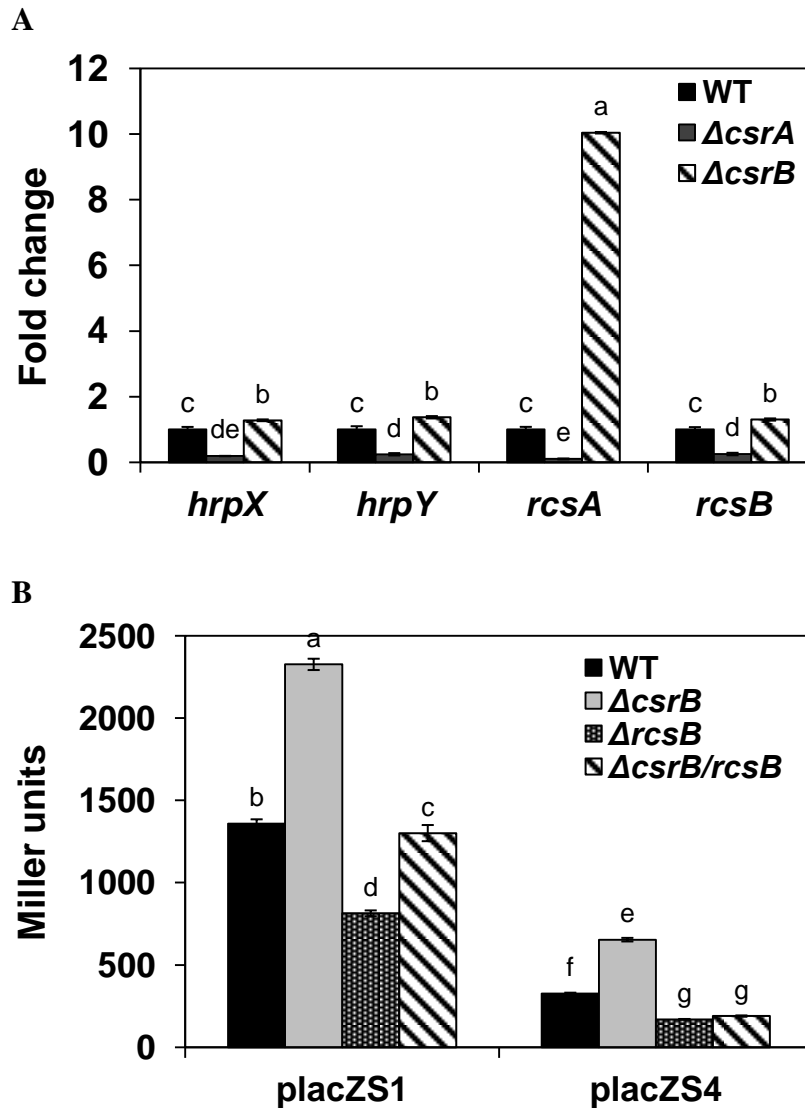 A
12
10
8
6
4
2
0
Fold change
WT
ΔcsrA
ΔcsrB
c
de
b
c
d
b
c
e
a
c
d
b
hrpX
hrpY
rcsA
rcsB
B
2500
2000
1500
1000
500
0
Miller units
WT
ΔcsrB
ΔrcsB
ΔcsrB/rcsB
b
a
d
c
f
e
g
g
placZS1
placZS4